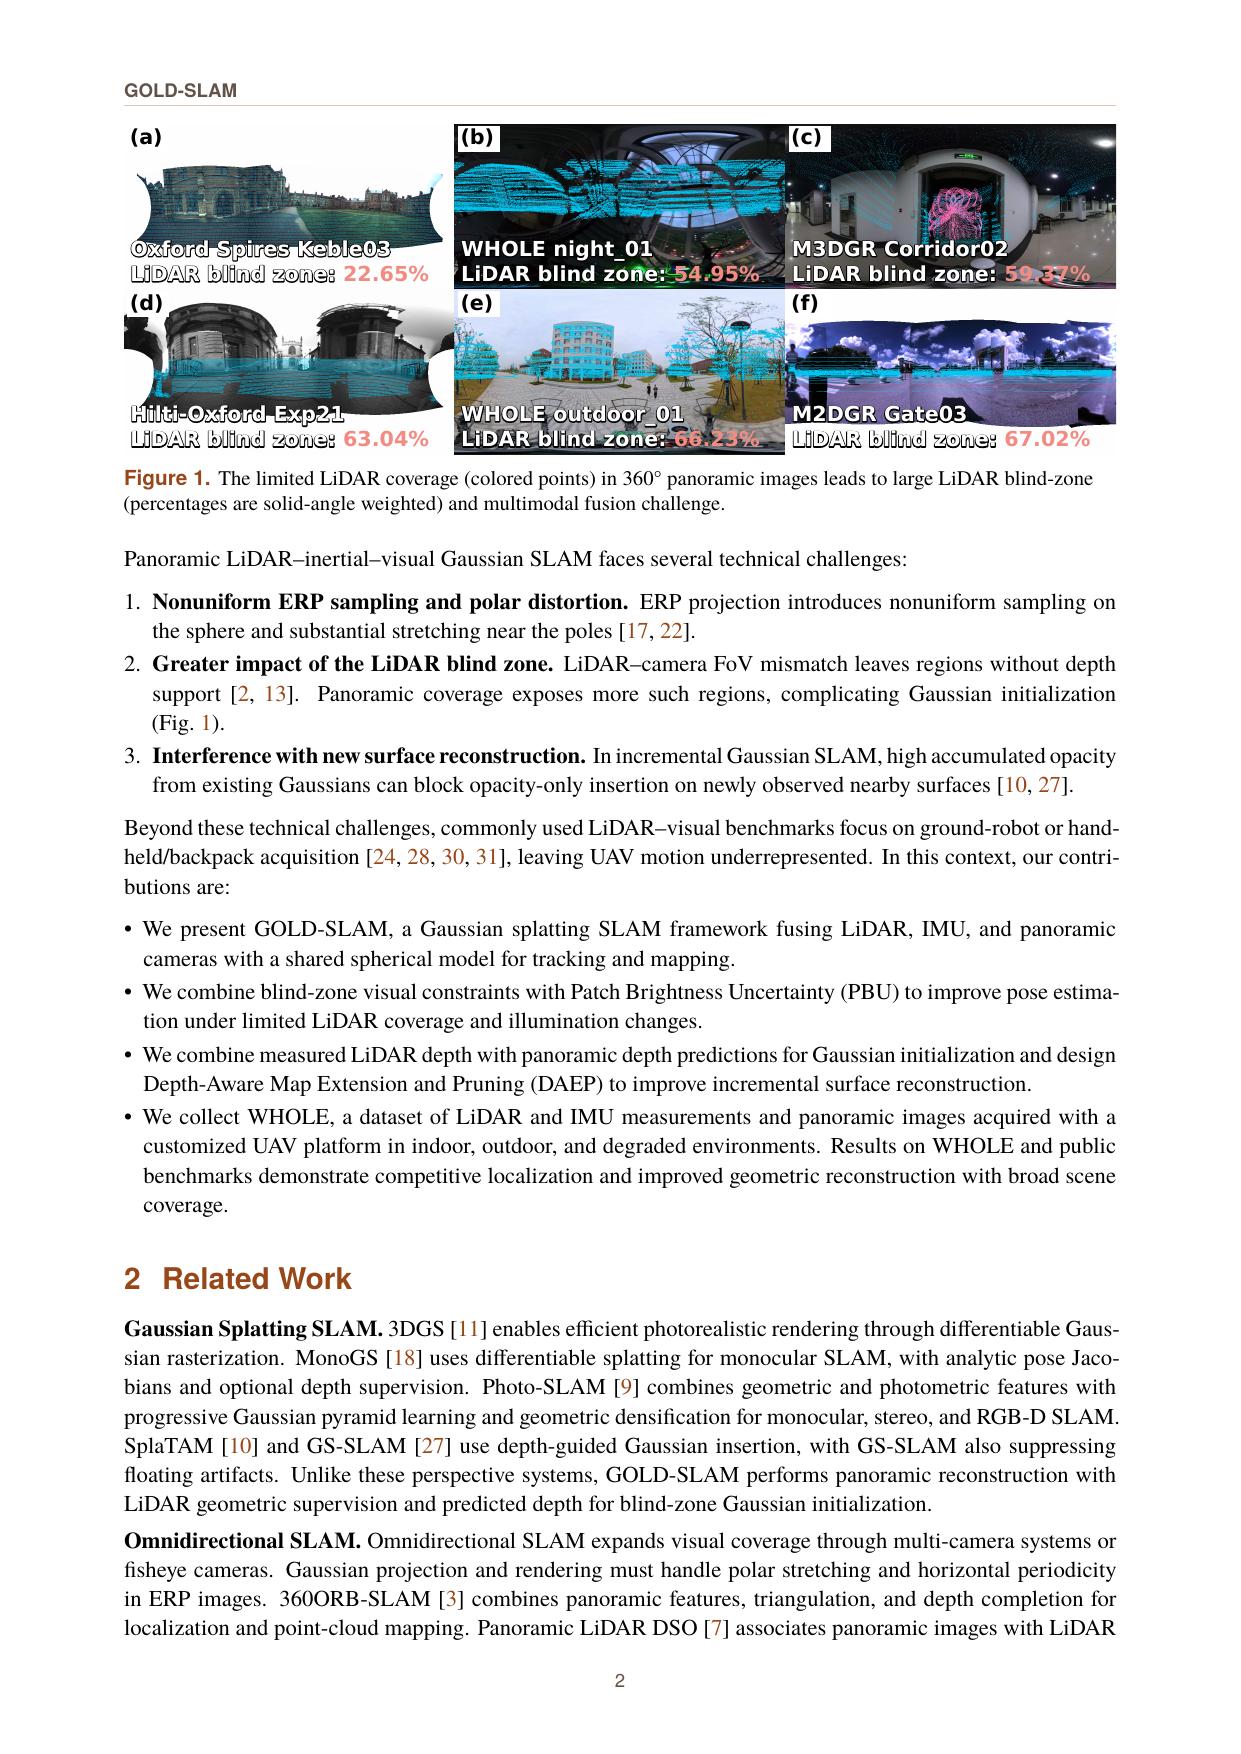 GOLD-SLAM
(a)
Oxford Spires Keble03
LiDAR blind zone: 22.65%
(b)
WHOLE night_01
LiDAR blind zone: 54.95%
(c)
M3DGR Corridor02
LiDAR blind zone: 59.37%
(d)
Hilti-Oxford Exp21
LiDAR blind zone: 63.04%
(e)
WHOLE outdoor_01
LiDAR blind zone: 66.23%
(f)
M2DGR Gate03
LiDAR blind zone: 67.02%
Figure 1. The limited LiDAR coverage (colored points) in 360° panoramic images leads to large LiDAR blind-zone
(percentages are solid-angle weighted) and multimodal fusion challenge.
Panoramic LiDAR–inertial–visual Gaussian SLAM faces several technical challenges:
1. Nonuniform ERP sampling and polar distortion. ERP projection introduces nonuniform sampling on
the sphere and substantial stretching near the poles [17, 22].
2. Greater impact of the LiDAR blind zone. LiDAR–camera FoV mismatch leaves regions without depth
support [2, 13]. Panoramic coverage exposes more such regions, complicating Gaussian initialization
(Fig. 1).
3. Interference with new surface reconstruction. In incremental Gaussian SLAM, high accumulated opacity
from existing Gaussians can block opacity-only insertion on newly observed nearby surfaces [10, 27].
Beyond these technical challenges, commonly used LiDAR–visual benchmarks focus on ground-robot or hand-
held/backpack acquisition [24, 28, 30, 31], leaving UAV motion underrepresented. In this context, our contri-
butions are:
• We present GOLD-SLAM, a Gaussian splatting SLAM framework fusing LiDAR, IMU, and panoramic
cameras with a shared spherical model for tracking and mapping.
• We combine blind-zone visual constraints with Patch Brightness Uncertainty (PBU) to improve pose estima-
tion under limited LiDAR coverage and illumination changes.
• We combine measured LiDAR depth with panoramic depth predictions for Gaussian initialization and design
Depth-Aware Map Extension and Pruning (DAEP) to improve incremental surface reconstruction.
• We collect WHOLE, a dataset of LiDAR and IMU measurements and panoramic images acquired with a
customized UAV platform in indoor, outdoor, and degraded environments. Results on WHOLE and public
benchmarks demonstrate competitive localization and improved geometric reconstruction with broad scene
coverage.
2 Related Work
Gaussian Splatting SLAM. 3DGS [11] enables efficient photorealistic rendering through differentiable Gaus-
sian rasterization. MonoGS [18] uses differentiable splatting for monocular SLAM, with analytic pose Jaco-
bians and optional depth supervision. Photo-SLAM [9] combines geometric and photometric features with
progressive Gaussian pyramid learning and geometric densification for monocular, stereo, and RGB-D SLAM.
SplaTAM [10] and GS-SLAM [27] use depth-guided Gaussian insertion, with GS-SLAM also suppressing
floating artifacts. Unlike these perspective systems, GOLD-SLAM performs panoramic reconstruction with
LiDAR geometric supervision and predicted depth for blind-zone Gaussian initialization.
Omnidirectional SLAM. Omnidirectional SLAM expands visual coverage through multi-camera systems or
fisheye cameras. Gaussian projection and rendering must handle polar stretching and horizontal periodicity
in ERP images. 360ORB-SLAM [3] combines panoramic features, triangulation, and depth completion for
localization and point-cloud mapping. Panoramic LiDAR DSO [7] associates panoramic images with LiDAR
2